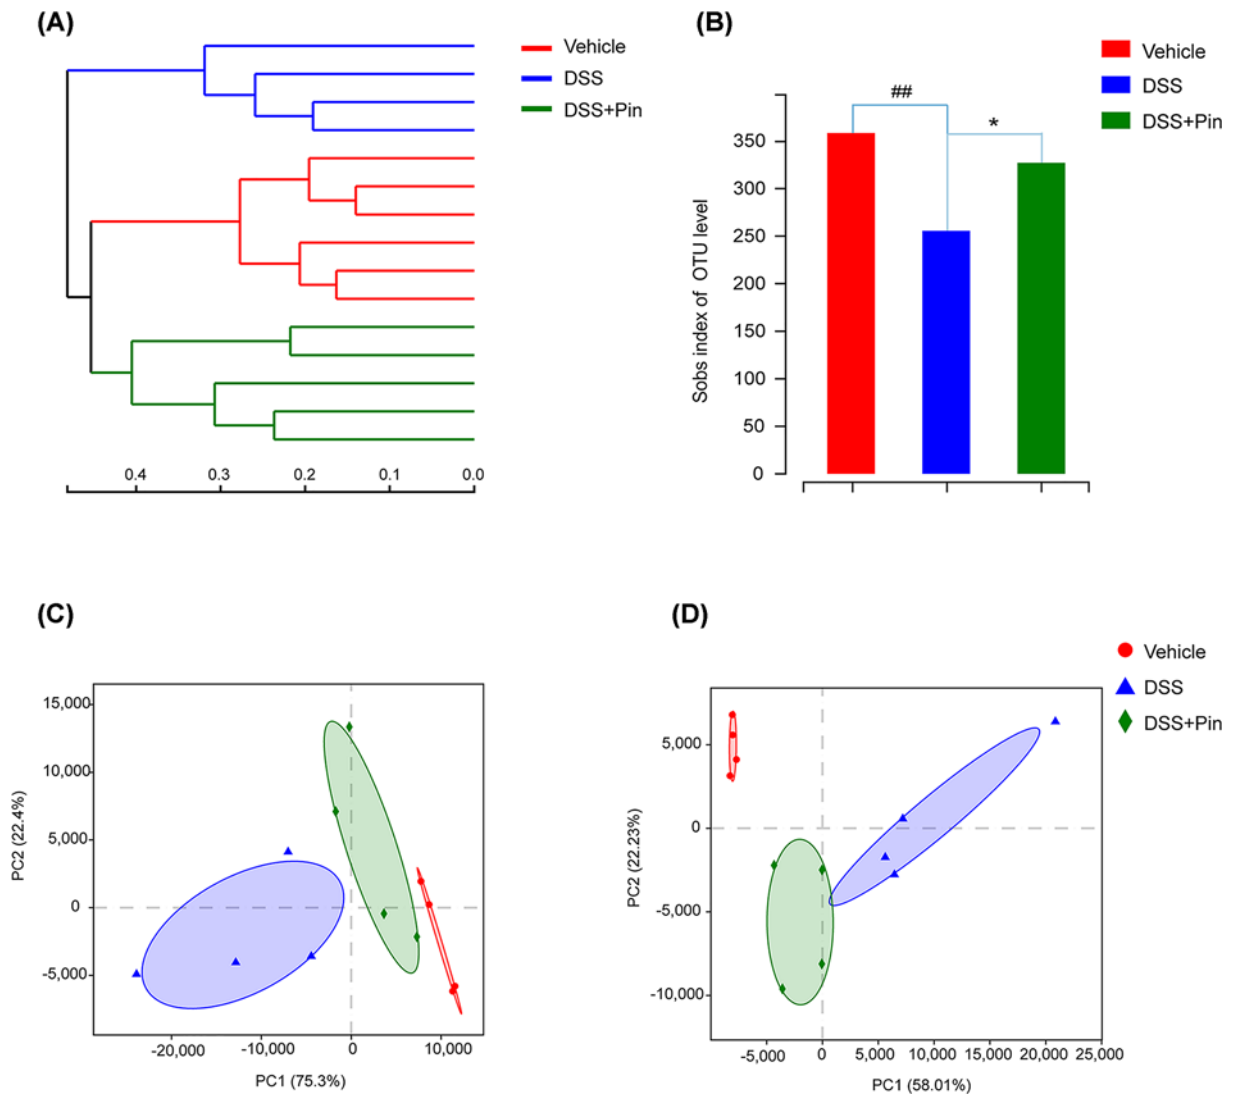 (A)
Vehicle
DSS
DSS+Pin
0.4 0.3 0.2 0.1 0.0
(B)
Vehicle
DSS
DSS+Pin
##
*
350
300
250
200
150
100
50
0
Sobs index of OTU level
(C)
15,000
10,000
5,000
0
-5,000
PC2 (22.4%)
-20,000 -10,000 0 10,000
PC1 (75.3%)
(D)
Vehicle
DSS
DSS+Pin
5,000
0
-5,000
-10,000
PC2 (22.23%)
-5,000 0 5,000 10,000 15,000 20,000 25,000
PC1 (58.01%)